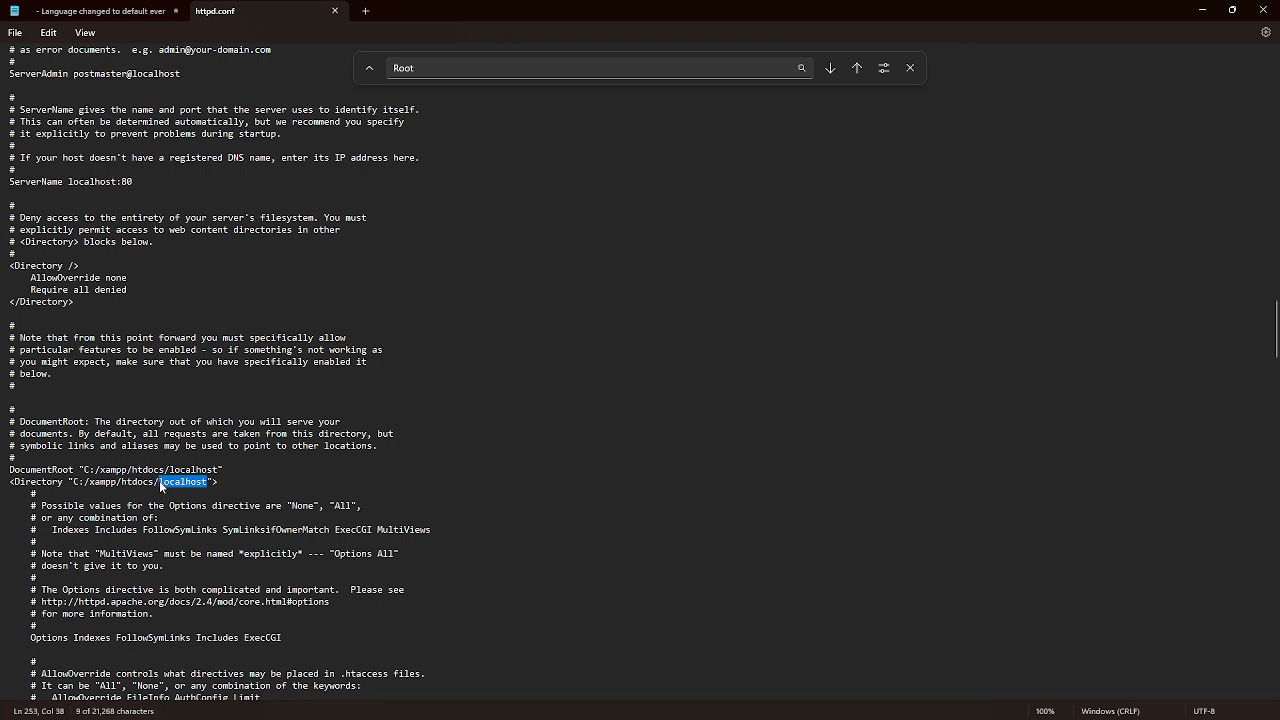 - Language changed to default ever
httpd.conf
File Edit View
Root
# as error documents.  e.g. admin@your-domain.com
#
ServerAdmin postmaster@localhost
#
# ServerName gives the name and port that the server uses to identify itself.
# This can often be determined automatically, but we recommend you specify
# it explicitly to prevent problems during startup.
#
# If your host doesn't have a registered DNS name, enter its IP address here.
#
ServerName localhost:80
#
# Deny access to the entirety of your server's filesystem. You must
# explicitly permit access to web content directories in other
# <Directory> blocks below.
#
<Directory />
    AllowOverride none
    Require all denied
</Directory>
#
# Note that from this point forward you must specifically allow
# particular features to be enabled - so if something's not working as
# you might expect, make sure that you have specifically enabled it
# below.
#
#
# DocumentRoot: The directory out of which you will serve your
# documents. By default, all requests are taken from this directory, but
# symbolic links and aliases may be used to point to other locations.
#
DocumentRoot "C:/xampp/htdocs/localhost"
<Directory "C:/xampp/htdocs/localhost">
    #
    # Possible values for the Options directive are "None", "All",
    # or any combination of:
    #   Indexes Includes FollowSymLinks SymLinksifOwnerMatch ExecCGI MultiViews
    #
    # Note that "MultiViews" must be named *explicitly* --- "Options All"
    # doesn't give it to you.
    #
    # The Options directive is both complicated and important.  Please see
    # http://httpd.apache.org/docs/2.4/mod/core.html#options
    # for more information.
    #
    Options Indexes FollowSymLinks Includes ExecCGI
    #
    # AllowOverride controls what directives may be placed in .htaccess files.
    # It can be "All", "None", or any combination of the keywords:
    #   AllowOverride FileInfo AuthConfig Limit
Ln 253, Col 38 9 of 21,268 characters 100% Windows (CRLF) UTF-8